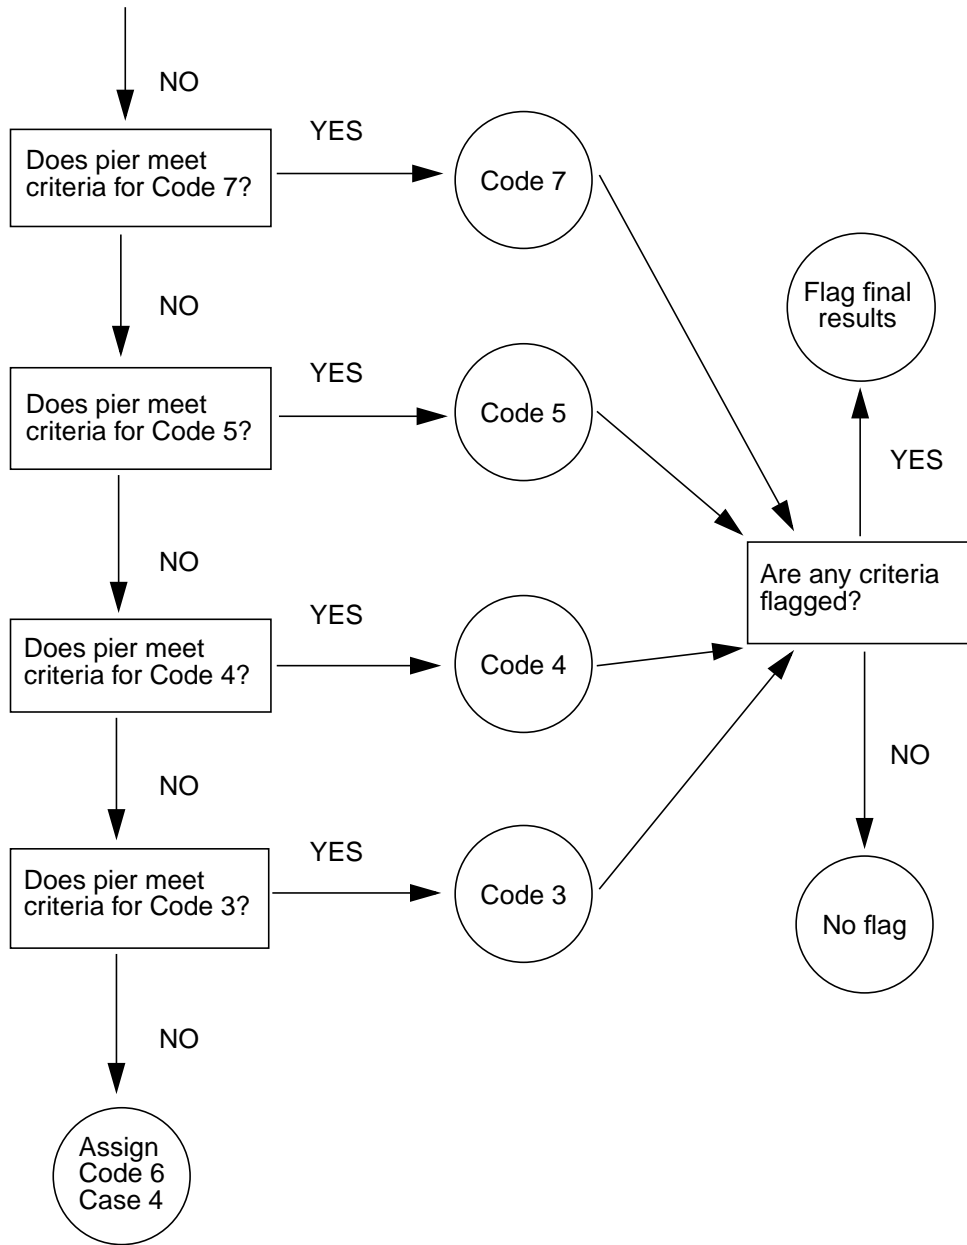 NO
Does pier meet
criteria for Code 7?
YES
Code 7
NO
Flag final
results
Does pier meet
criteria for Code 5?
YES
Code 5
YES
NO
Are any criteria
flagged?
Does pier meet
criteria for Code 4?
YES
Code 4
NO
NO
Does pier meet
criteria for Code 3?
YES
Code 3
No flag
NO
Assign
Code 6
Case 4